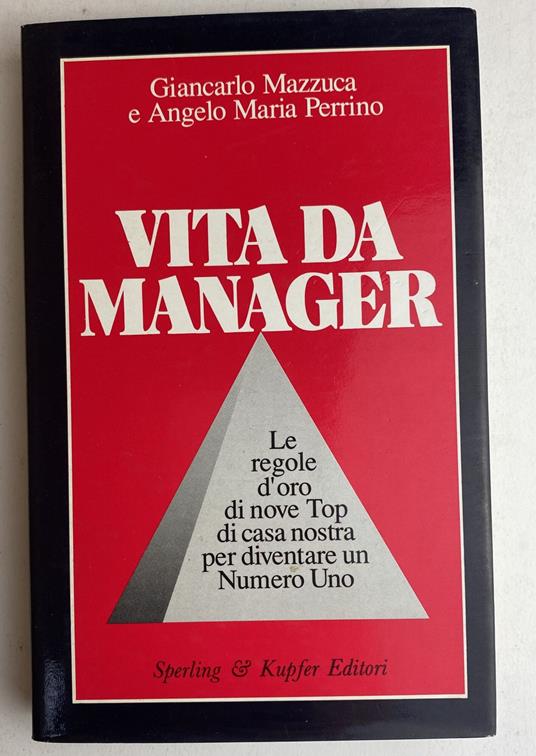 Giancarlo Mazzuca
e Angelo Maria Perrino
VITA DA
MANAGER
Le
regole
d'oro
di nove Top
di casa nostra
per diventare un
Numero Uno
Sperling & Kupfer Editori